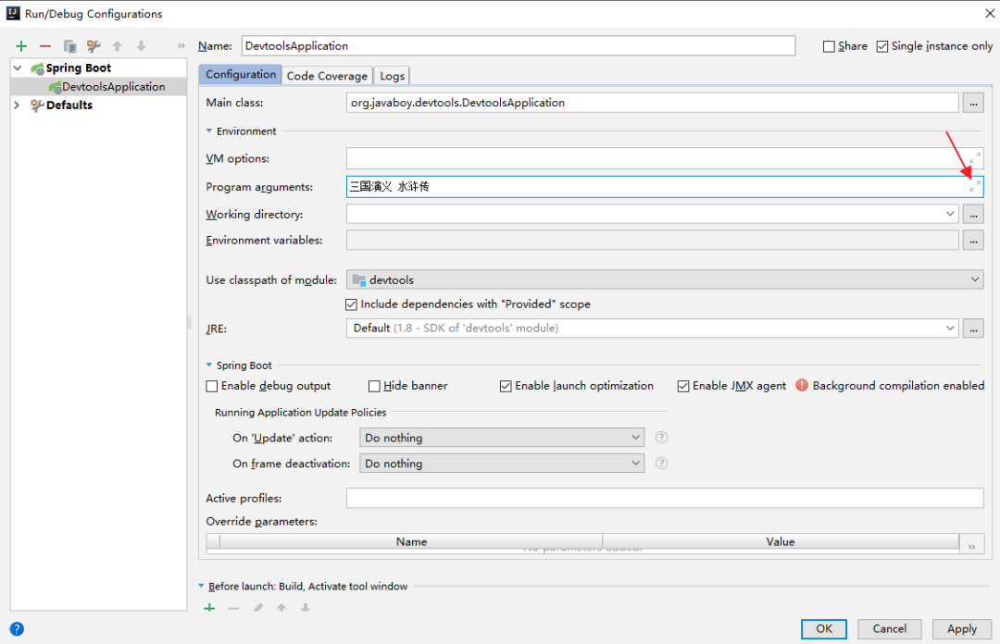 Run/Debug Configurations
Name: DevtoolsApplication Share Single instance only
Spring Boot
DevtoolsApplication
Defaults
Configuration Code Coverage Logs
Main class: org.javaboy.devtools.DevtoolsApplication ...
Environment
VM options:
Program arguments: 三国演义 水浒传
Working directory: ...
Environment variables: ...
Use classpath of module: devtools
Include dependencies with "Provided" scope
JRE: Default (1.8 - SDK of 'devtools' module) ...
Spring Boot
Enable debug output Hide banner Enable launch optimization Enable JMX agent Background compilation enabled
Running Application Update Policies
On 'Update' action: Do nothing ?
On frame deactivation: Do nothing ?
Active profiles:
Override parameters:
Name Value
Before launch: Build, Activate tool window
? OK Cancel Apply